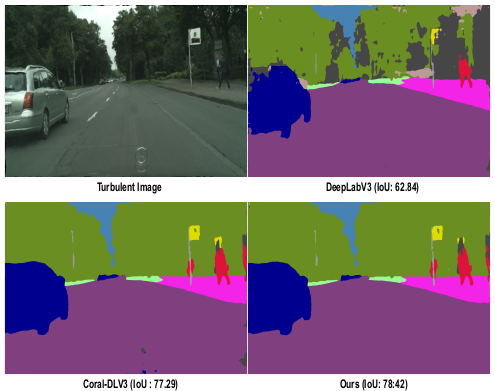 Turbulent Image
DeepLabV3 (IoU: 62.84)
Coral-DLV3 (IoU : 77.29)
Ours (IoU: 78:42)